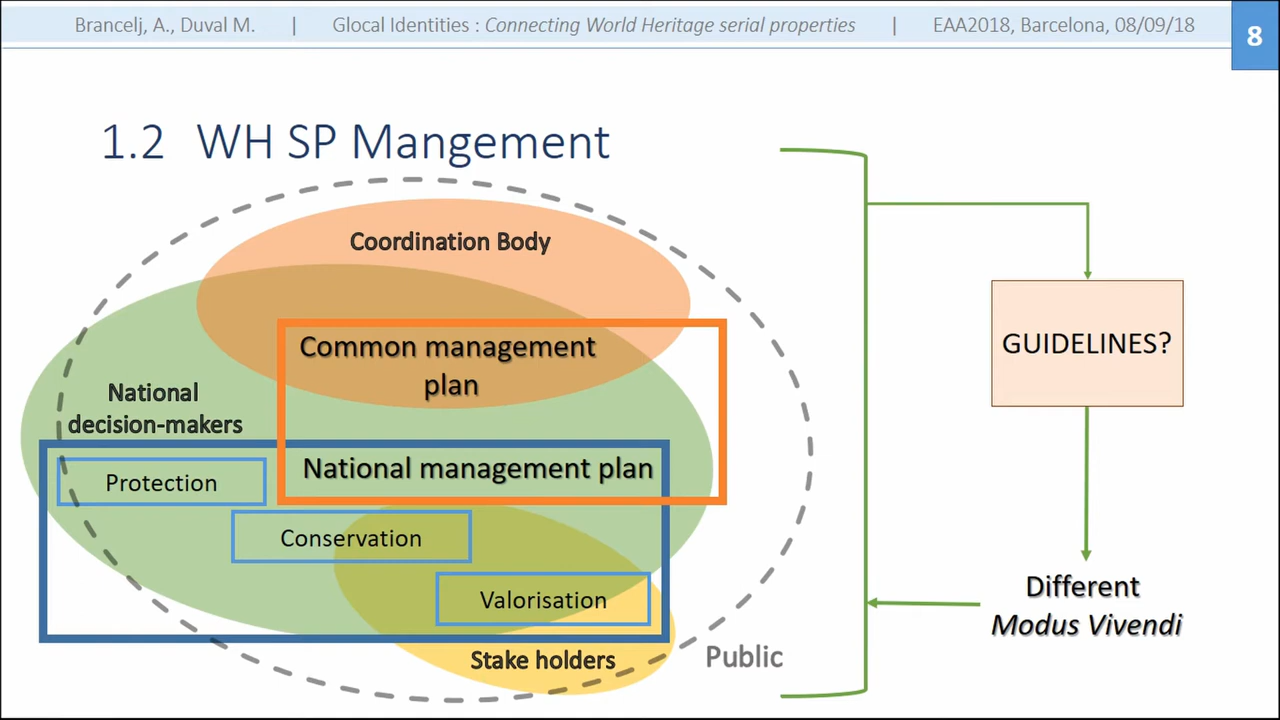 Brancelj, A., Duval M. | Glocal Identities : Connecting World Heritage serial properties | EAA2018, Barcelona, 08/09/18
8
1.2 WH SP Mangement
Coordination Body
Common management
plan
National
decision-makers
National management plan
Protection
Conservation
Valorisation
Stake holders
Public
GUIDELINES?
Different
Modus Vivendi